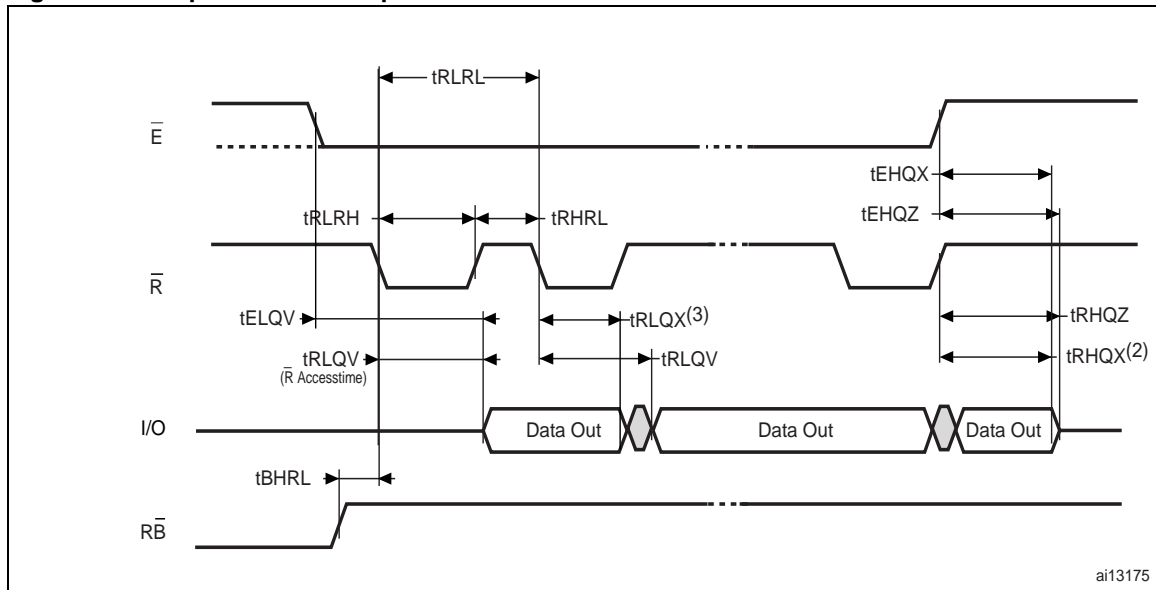 tRLRL
E̅
tEHQX
tEHQZ
tRLRH
tRHRL
R̅
tELQV
tRLQX(3)
tRHQZ
tRLQV
(R̅ Accesstime)
tRLQV
tRHQX(2)
I/O
Data Out
Data Out
Data Out
tBHRL
RB̅
ai13175